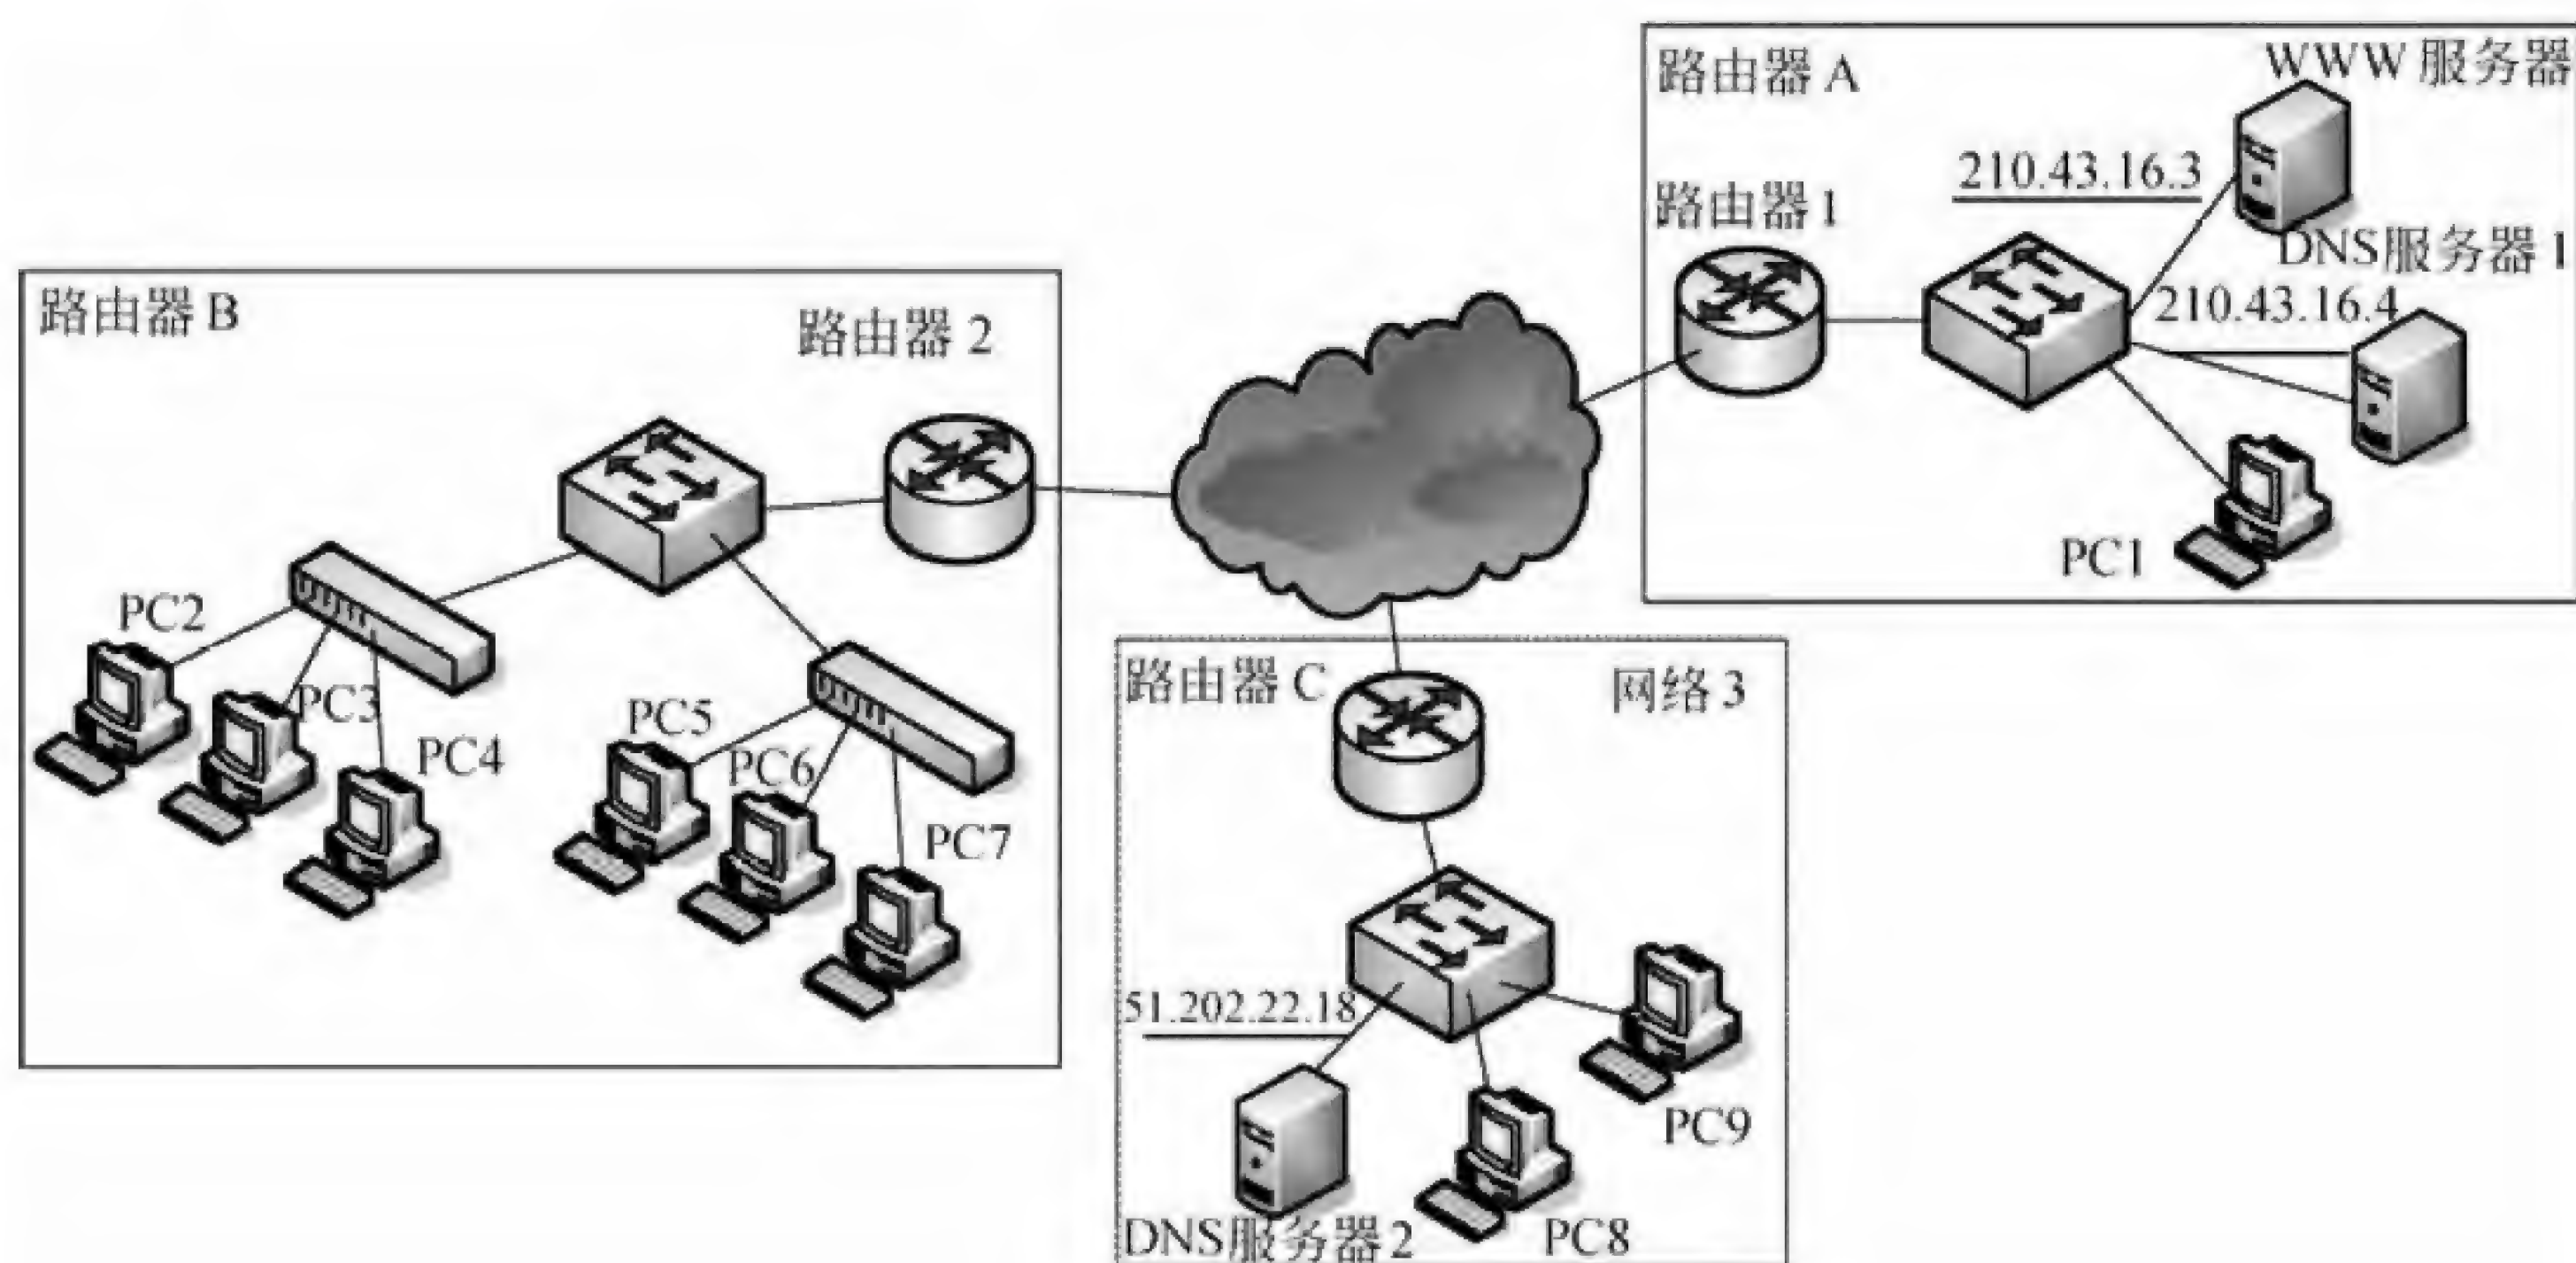 路由器 A
WWW 服务器
210.43.16.3
路由器 1
DNS服务器 1
210.43.16.4
PC1
路由器 B
路由器 2
PC2
PC3
PC4
PC5
PC6
PC7
路由器 C
网络 3
51.202.22.18
PC9
DNS服务器 2
PC8